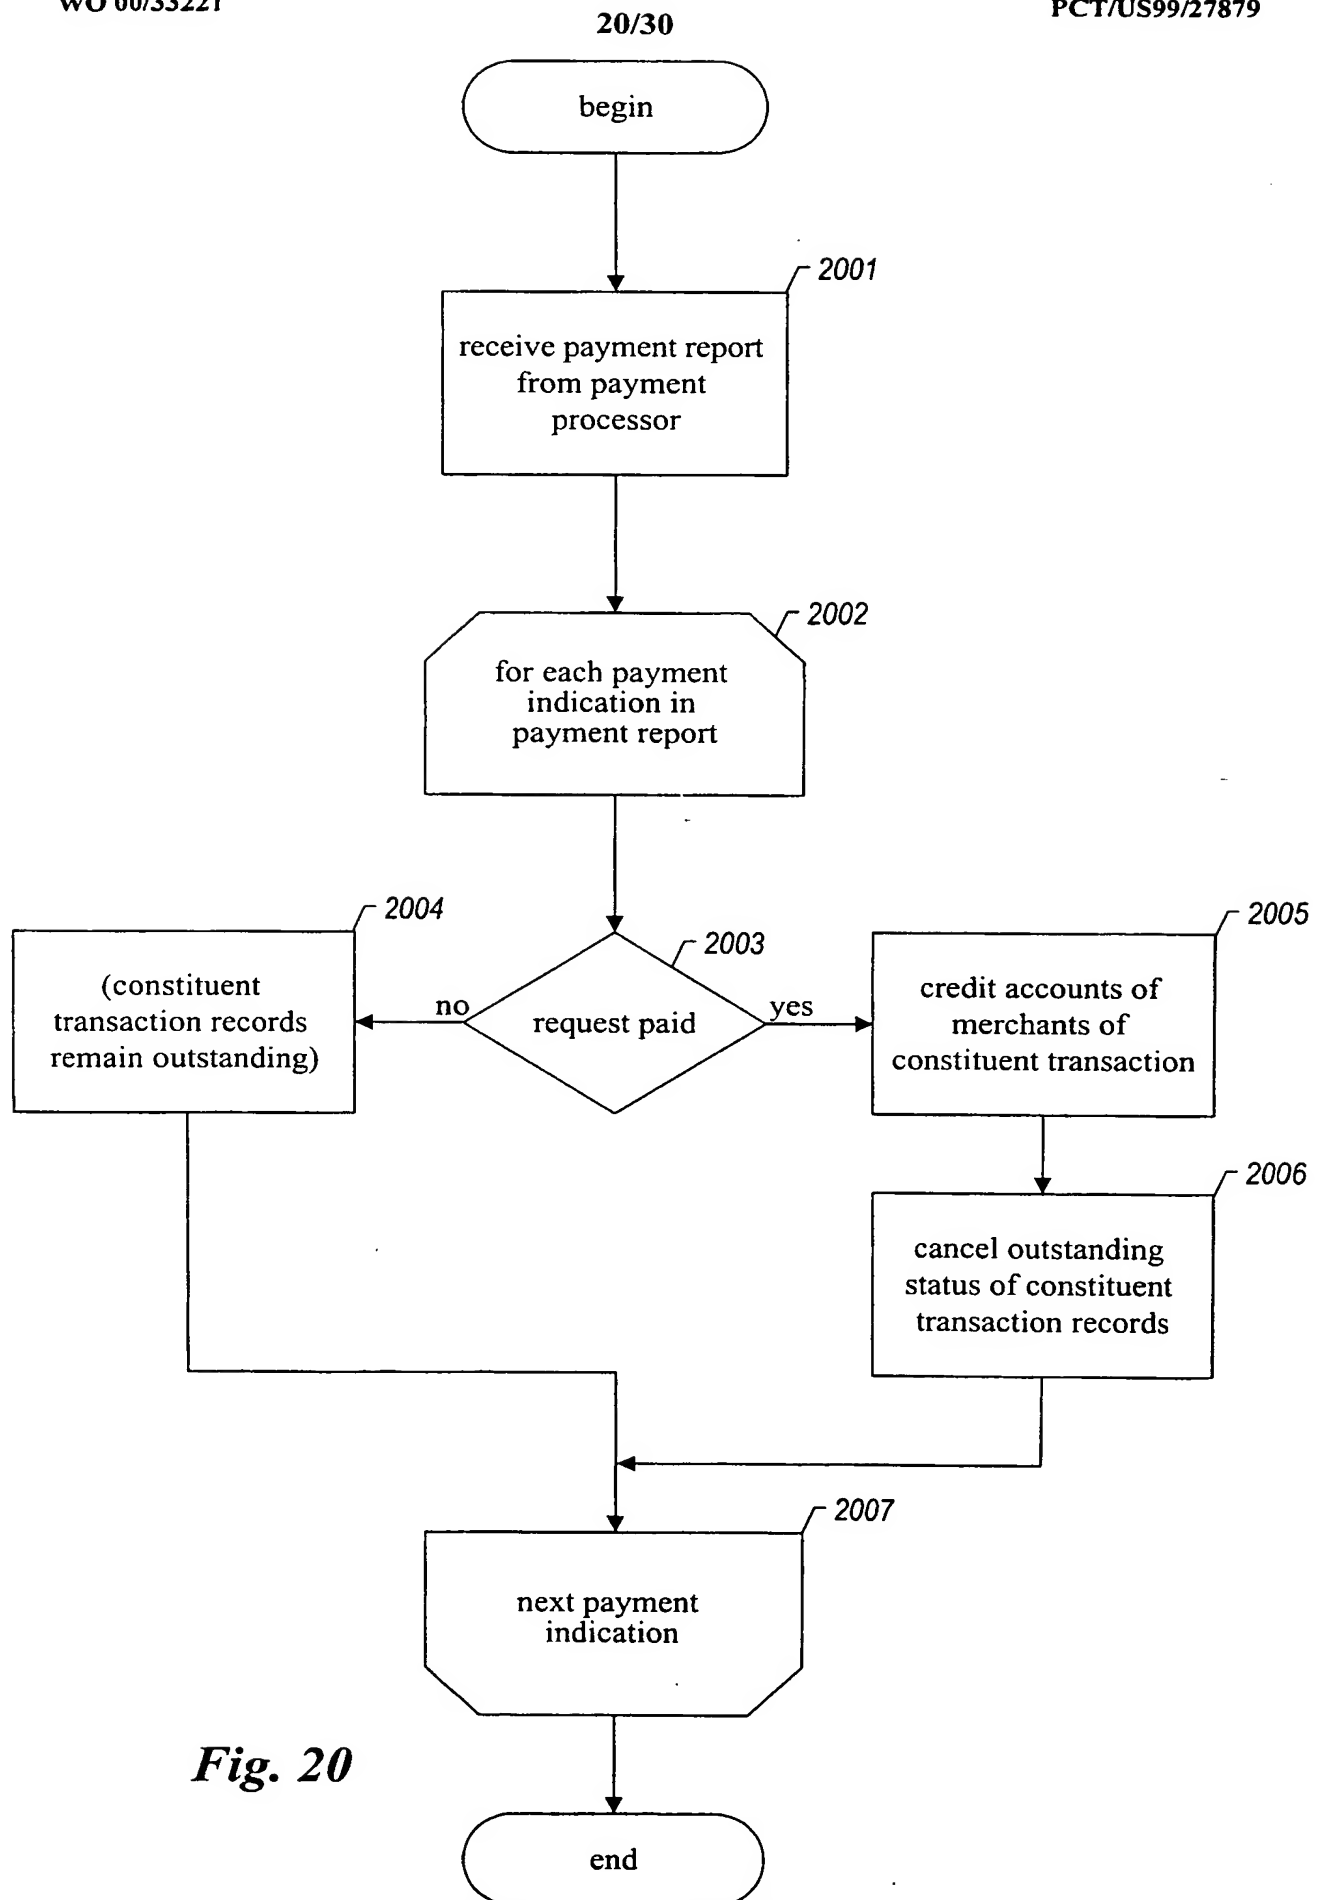 WO 00/33221
PCT/US99/27879
20/30
begin
2001
receive payment report
from payment
processor
2002
for each payment
indication in
payment report
2003
request paid
no
yes
2004
(constituent
transaction records
remain outstanding)
2005
credit accounts of
merchants of
constituent transaction
2006
cancel outstanding
status of constituent
transaction records
2007
next payment
indication
Fig. 20
end